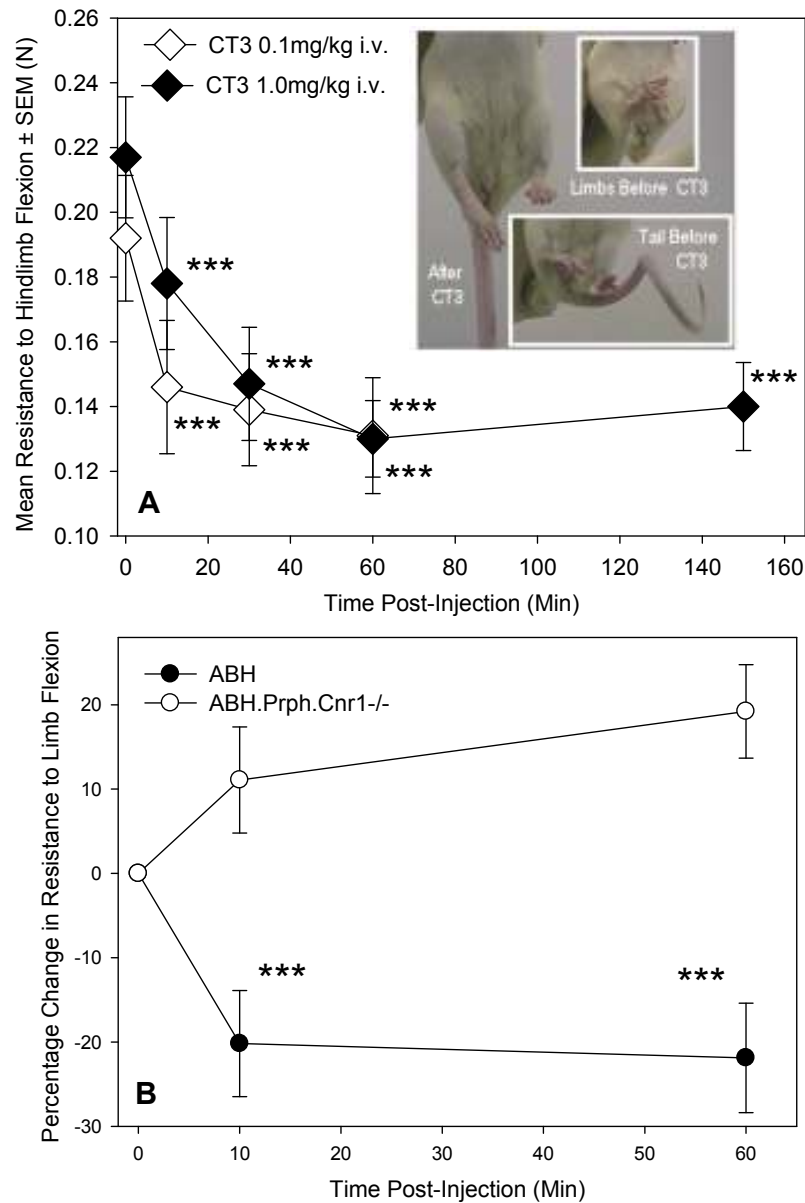 Mean Resistance to Hindlimb Flexion ± SEM (N)
0.26
0.24
0.22
0.20
0.18
0.16
0.14
0.12
0.10
CT3 0.1mg/kg i.v.
CT3 1.0mg/kg i.v.
Limbs Before CT3
Tail Before
CT3
After
CT3
***
***
***
***
***
***
***
A
0 20 40 60 80 100 120 140 160
Time Post-Injection (Min)
Percentage Change in Resistance to Limb Flexion
20
10
0
-10
-20
-30
ABH
ABH.Prph.Cnr1-/-
***
***
B
0 10 20 30 40 50 60
Time Post-Injection (Min)